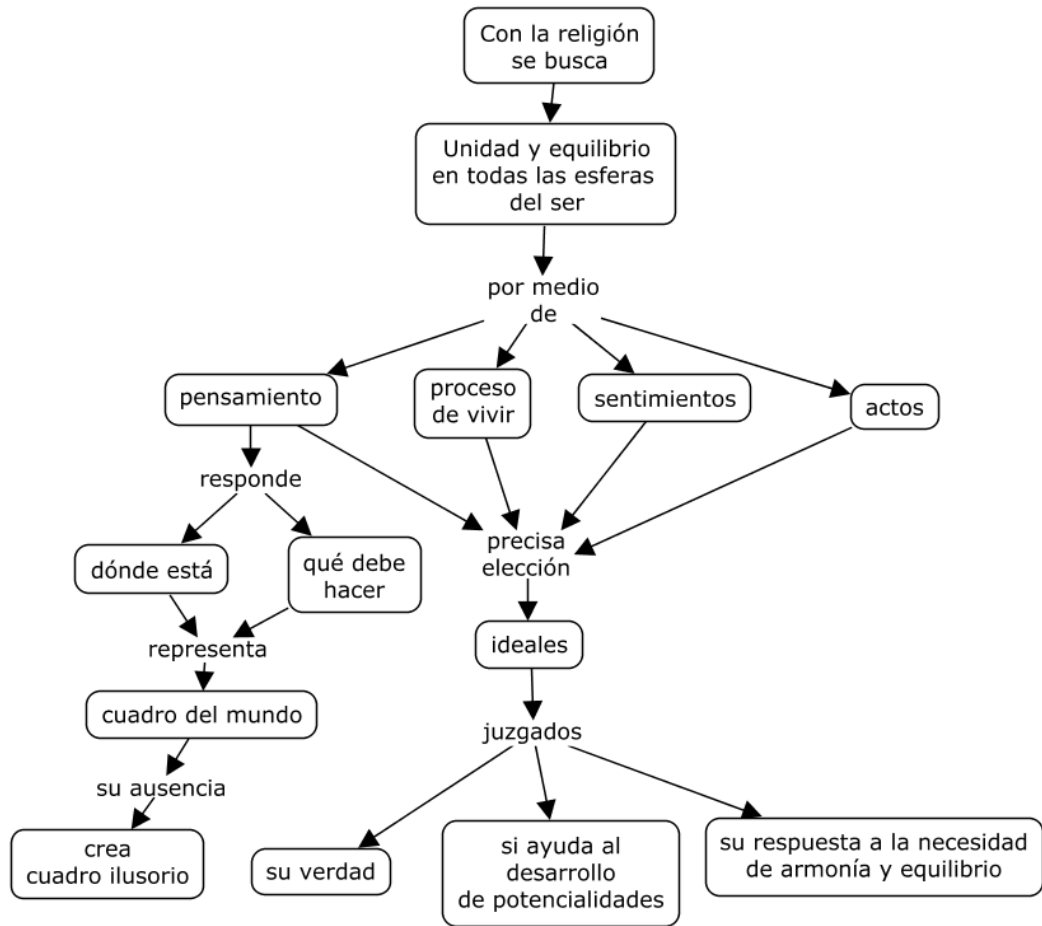 Con la religión
se busca
Unidad y equilibrio
en todas las esferas
del ser
por medio
de
pensamiento
proceso
de vivir
sentimientos
actos
responde
dónde está
qué debe
hacer
precisa
elección
representa
ideales
cuadro del mundo
juzgados
su ausencia
crea
cuadro ilusorio
su verdad
si ayuda al
desarrollo
de potencialidades
su respuesta a la necesidad
de armonía y equilibrio